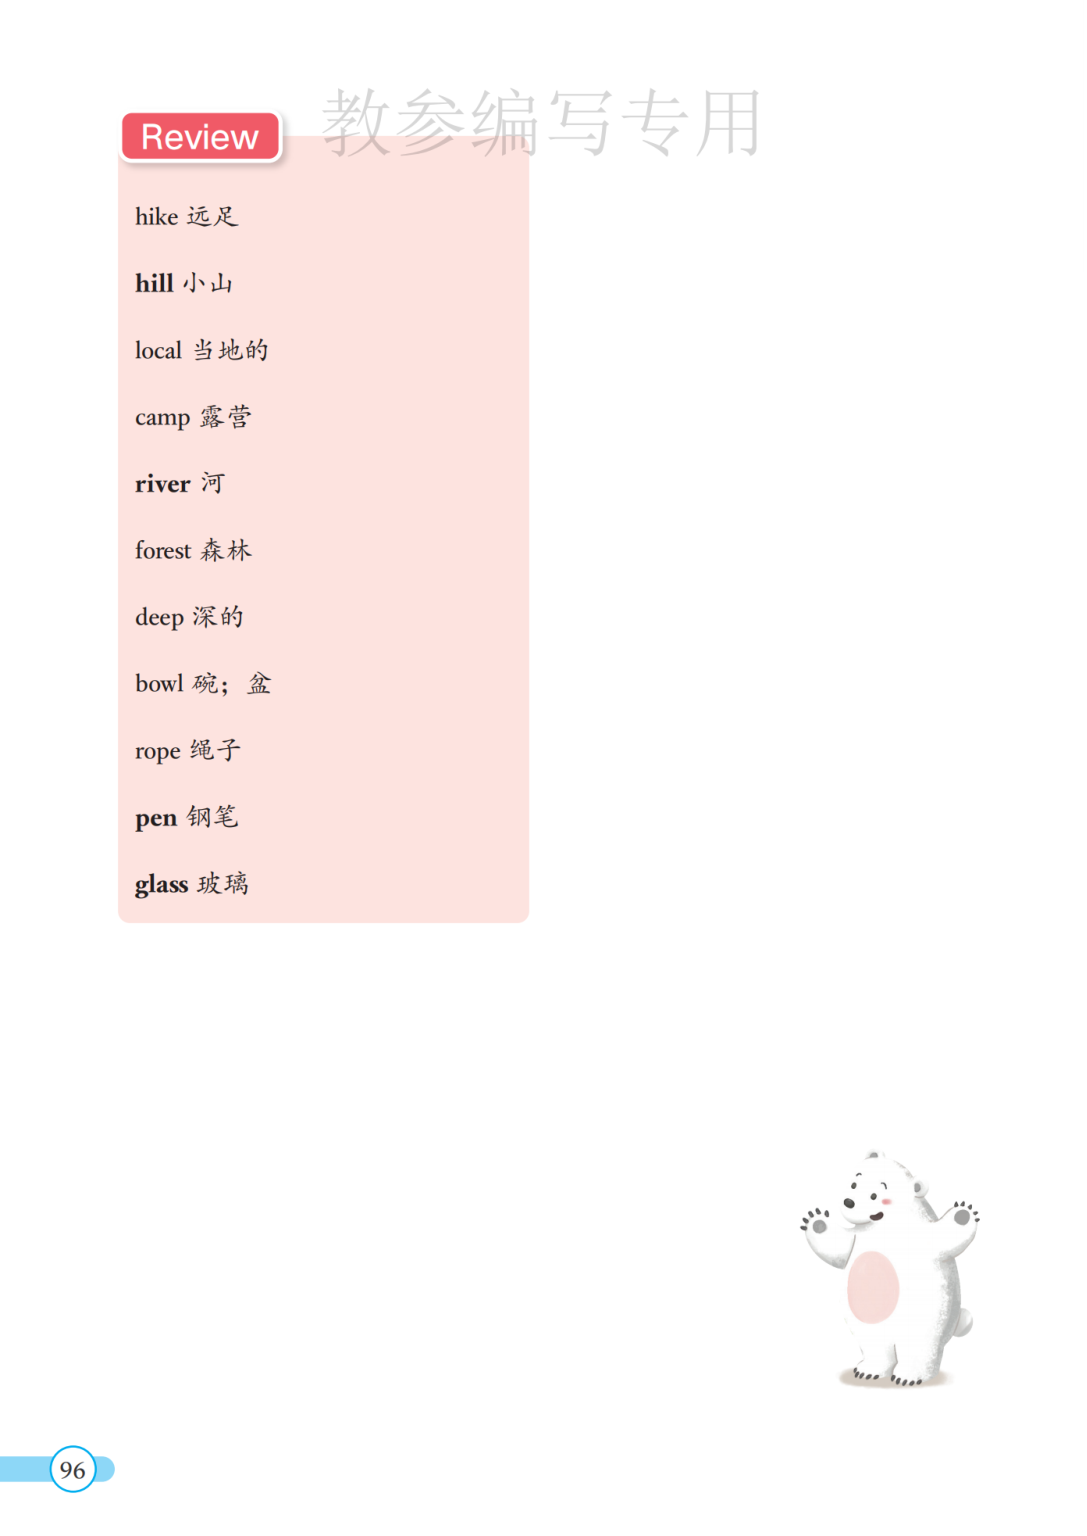 教参编写专用
Review
hike 远足
hill 小山
local 当地的
camp 露营
river 河
forest 森林
deep 深的
bowl 碗；盆
rope 绳子
pen 钢笔
glass 玻璃
96